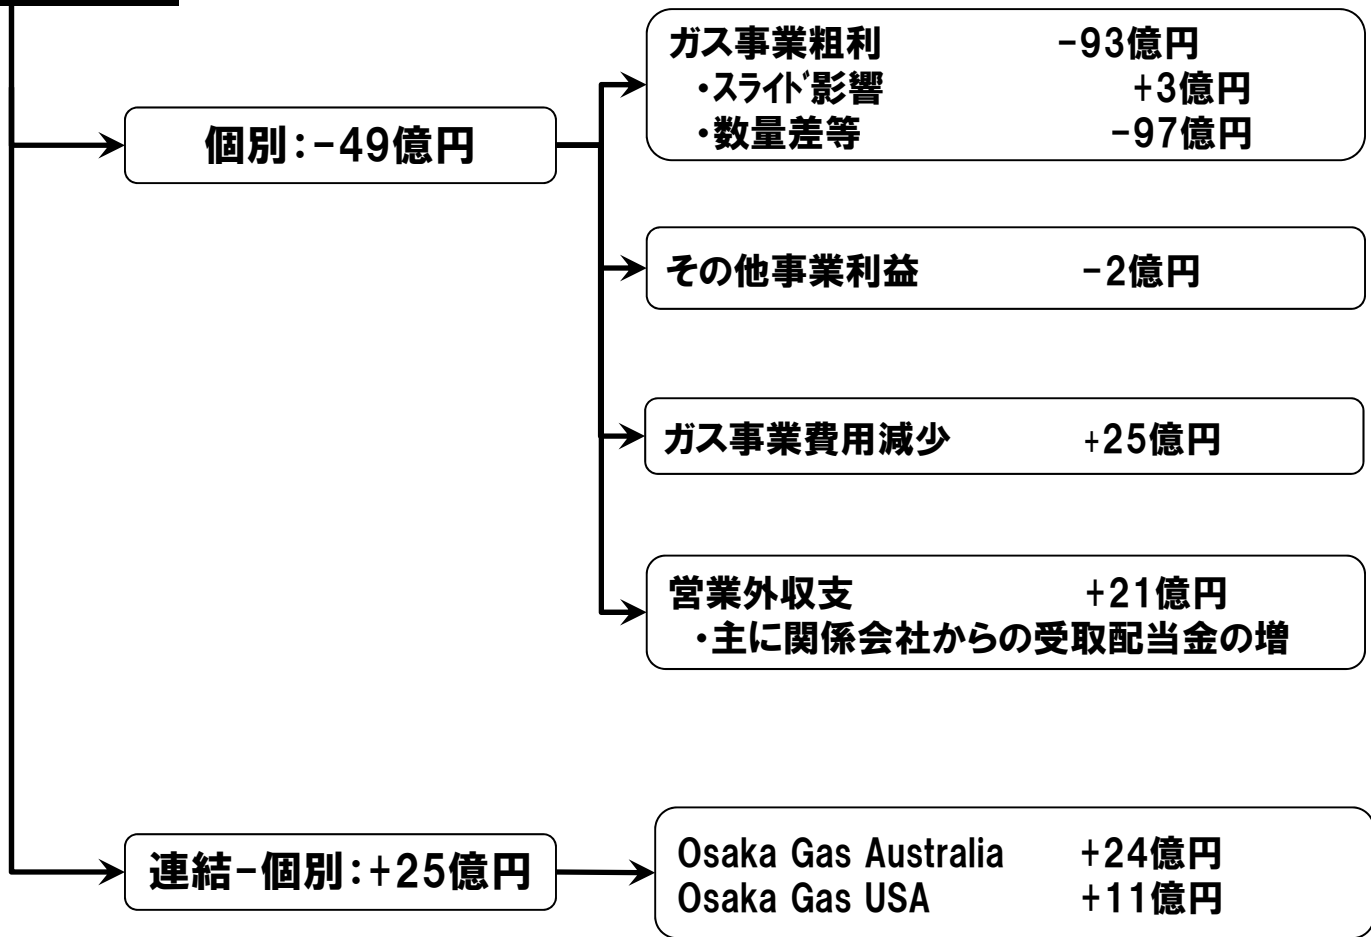 ガス事業粗利 -93億円
・スライド影響 +3億円
・数量差等 -97億円
個別：-49億円
その他事業利益 -2億円
ガス事業費用減少 +25億円
営業外収支 +21億円
・主に関係会社からの受取配当金の増
連結-個別：+25億円
Osaka Gas Australia +24億円
Osaka Gas USA +11億円